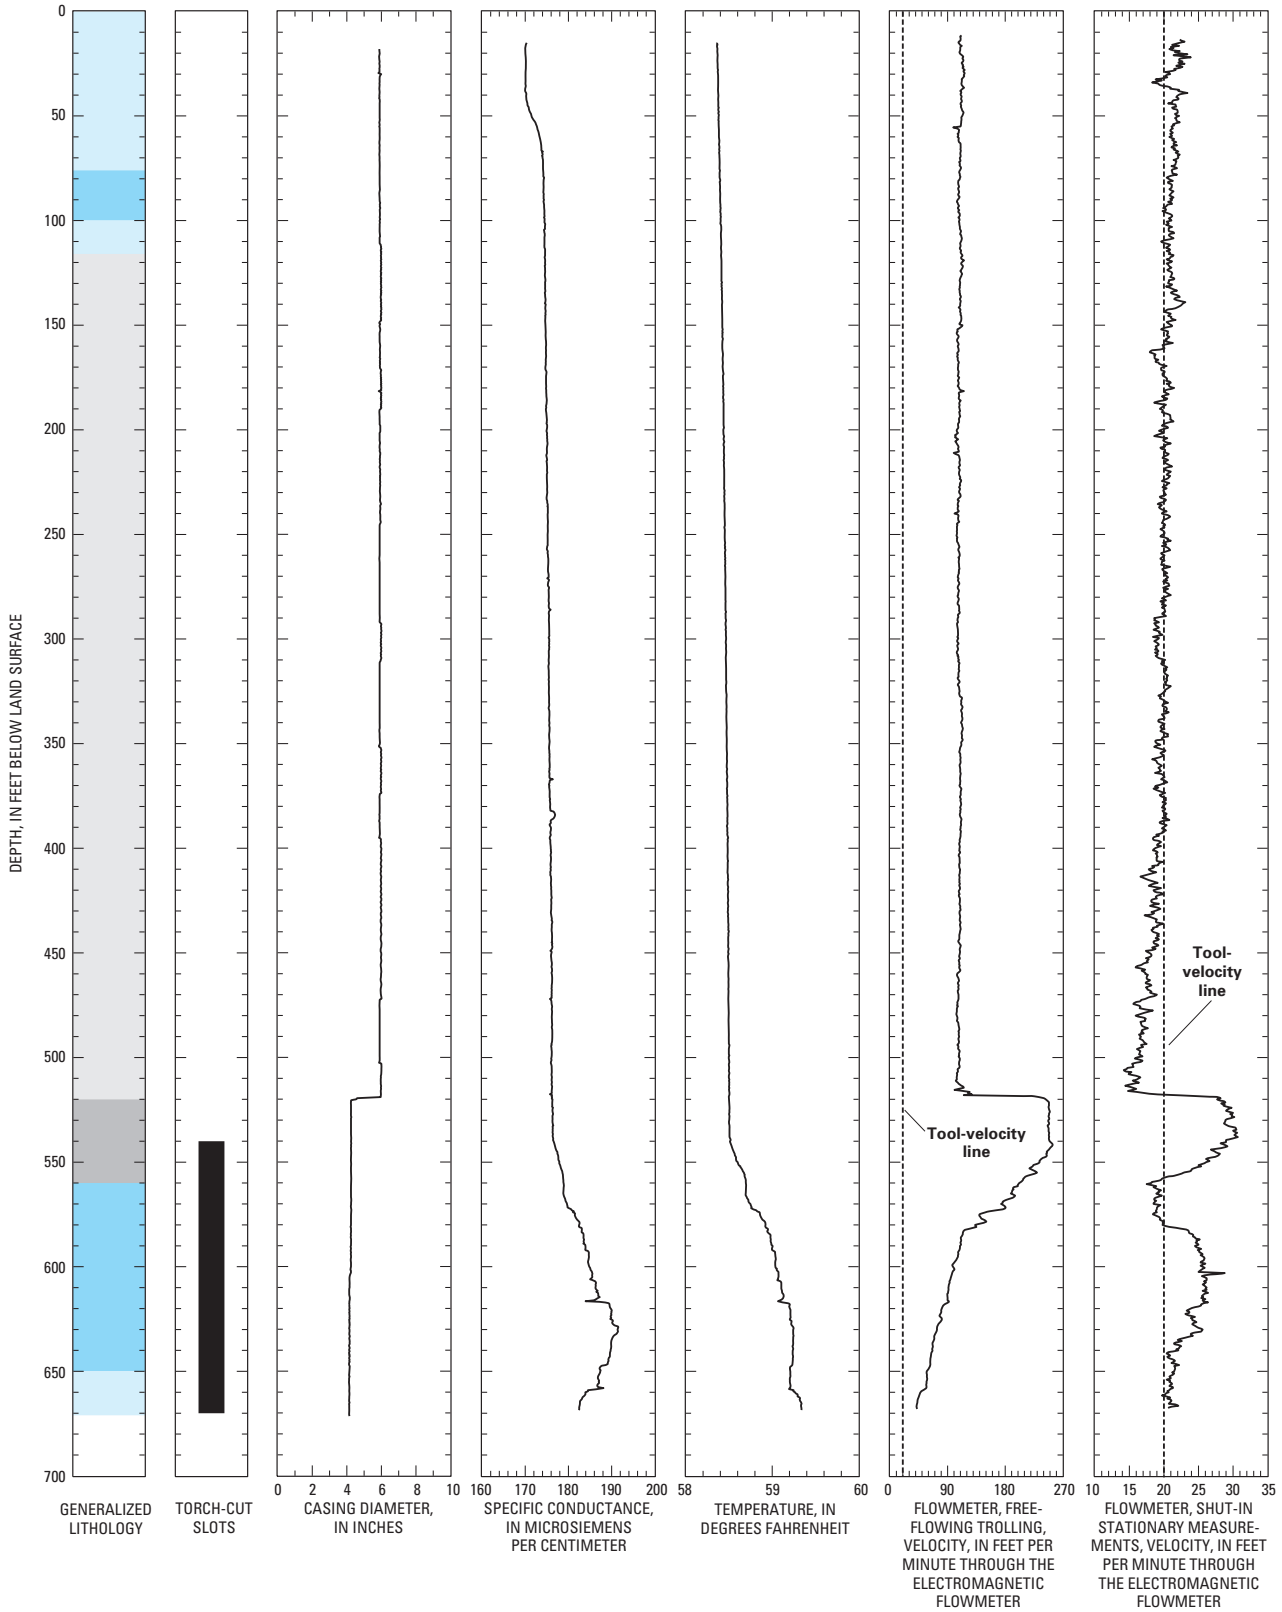 DEPTH, IN FEET BELOW LAND SURFACE
0
50
100
150
200
250
300
350
400
450
500
550
600
650
700
Tool-
velocity
line
Tool-velocity
line
0 2 4 6 8 10
160 170 180 190 200
58 59 60
0 90 180 270
10 15 20 25 30 35
GENERALIZED
LITHOLOGY
TORCH-CUT
SLOTS
CASING DIAMETER,
IN INCHES
SPECIFIC CONDUCTANCE,
IN MICROSIEMENS
PER CENTIMETER
TEMPERATURE, IN
DEGREES FAHRENHEIT
FLOWMETER, FREE-
FLOWING TROLLING,
VELOCITY, IN FEET PER
MINUTE THROUGH THE
ELECTROMAGNETIC
FLOWMETER
FLOWMETER, SHUT-IN
STATIONARY MEASURE-
MENTS, VELOCITY, IN FEET
PER MINUTE THROUGH
THE ELECTROMAGNETIC
FLOWMETER